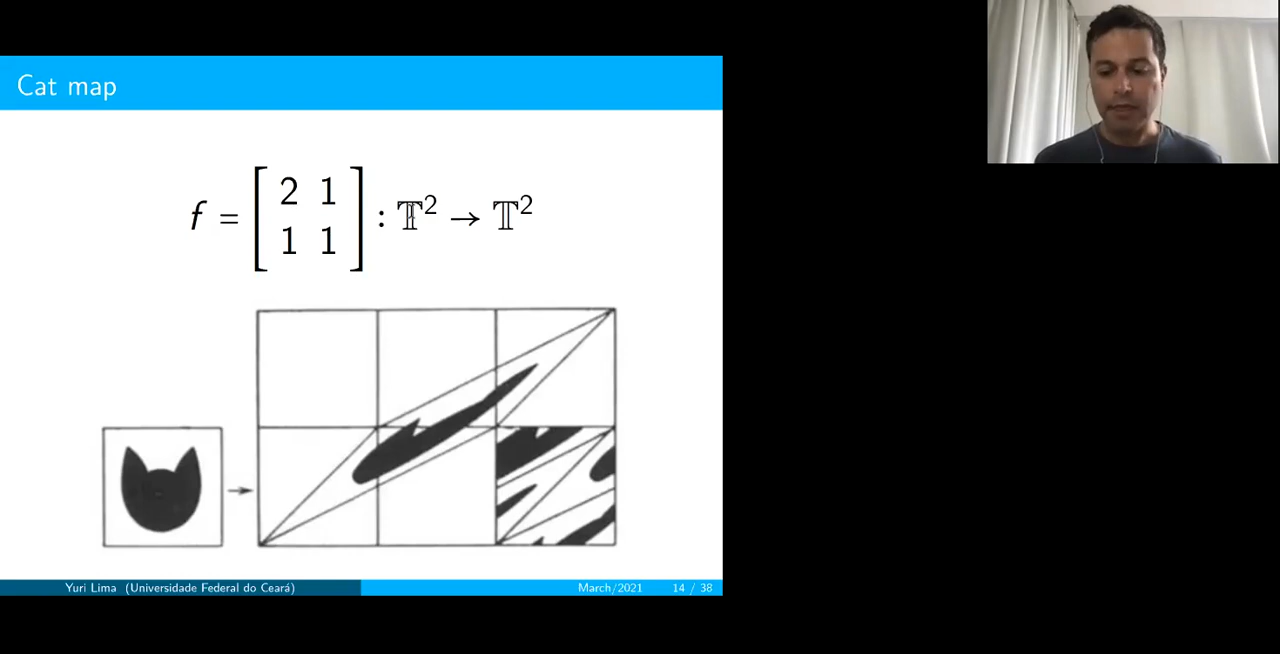 Cat map
f = [ 2 1
1 1 ] : 𝕋² → 𝕋²
Yuri Lima (Universidade Federal do Ceará) March/2021 14 / 38